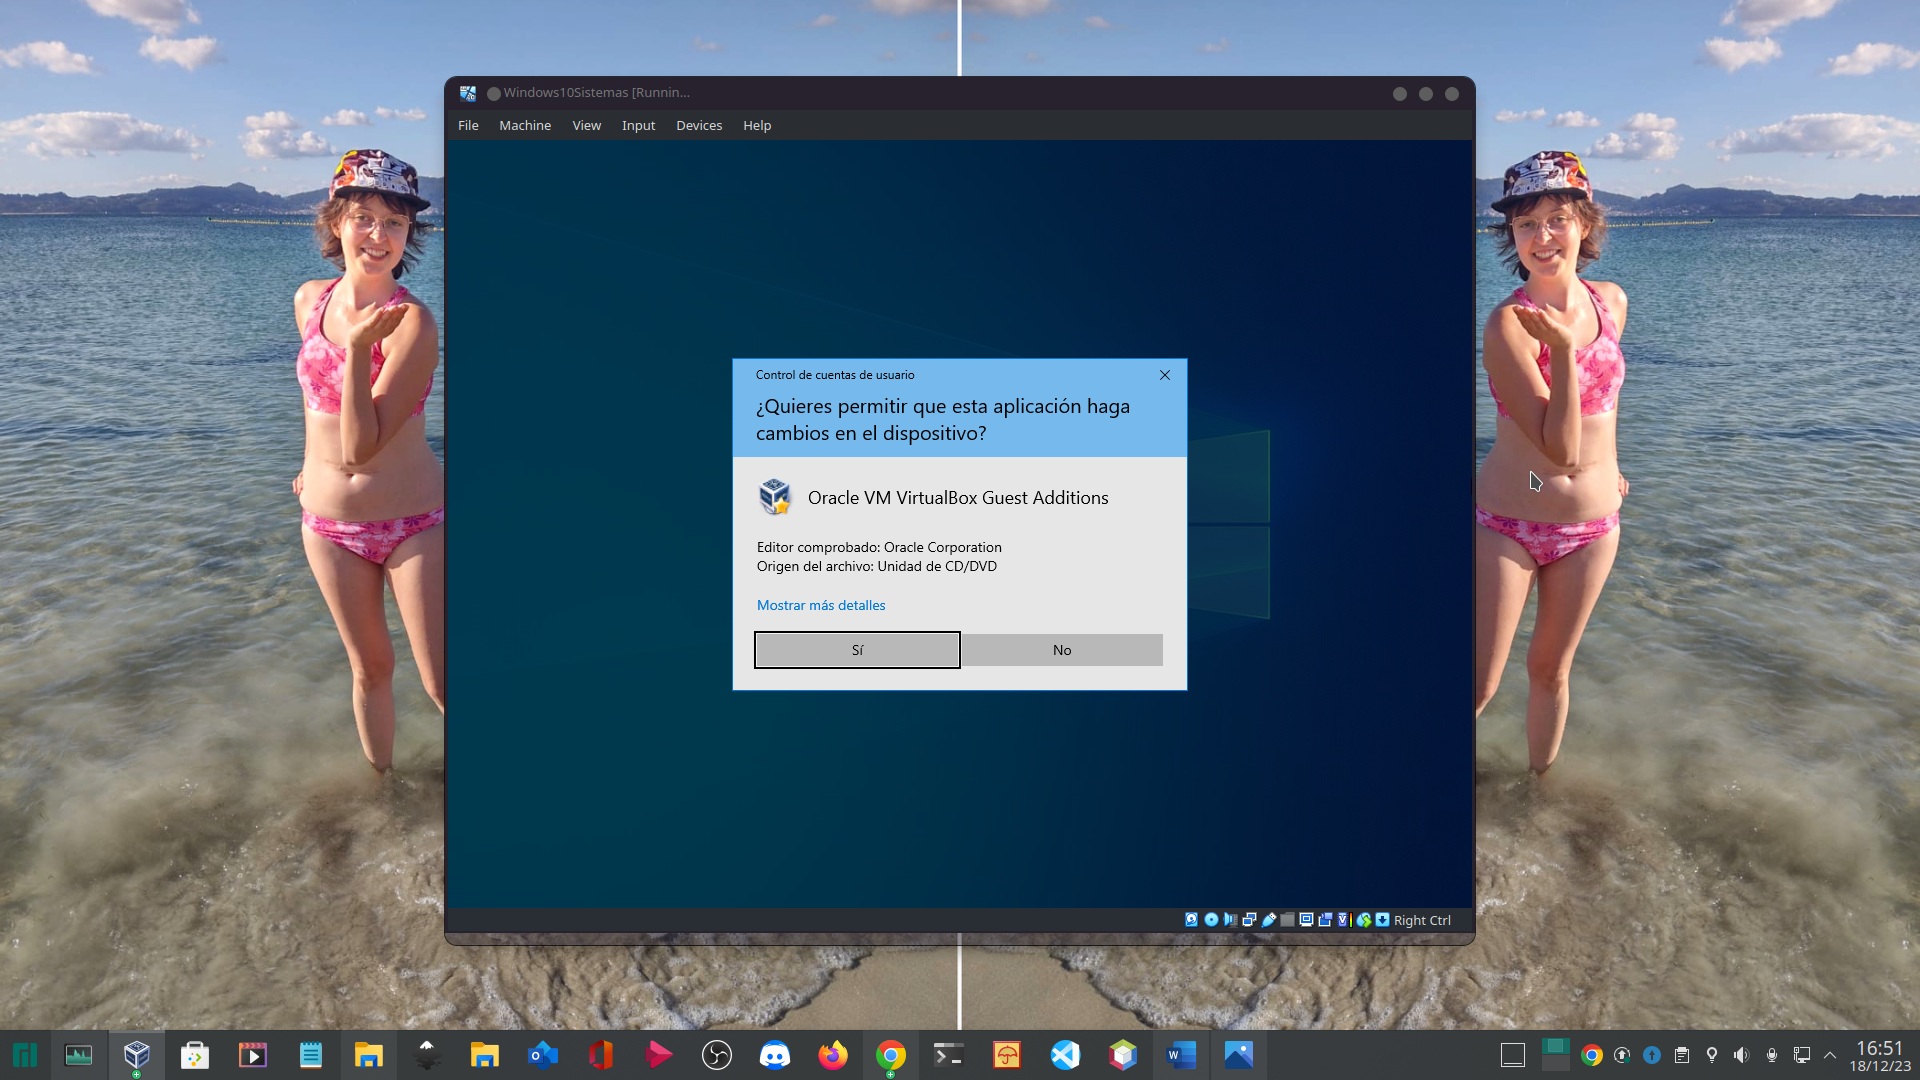 Windows10Sistemas [Runnin...
File Machine View Input Devices Help
Control de cuentas de usuario
¿Quieres permitir que esta aplicación haga
cambios en el dispositivo?
Oracle VM VirtualBox Guest Additions
Editor comprobado: Oracle Corporation
Origen del archivo: Unidad de CD/DVD
Mostrar más detalles
Sí No
Right Ctrl
16:51
18/12/23